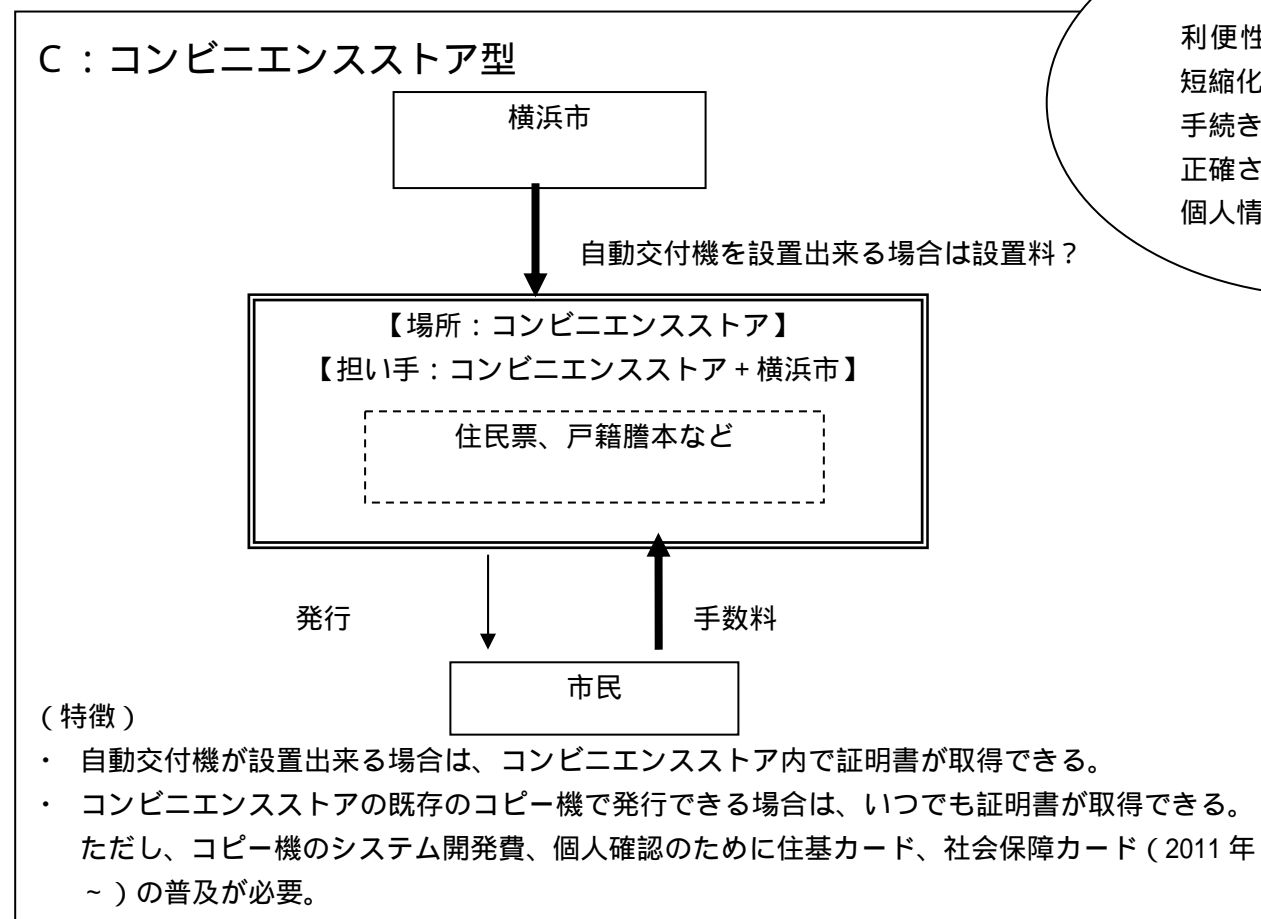 C：コンビニエンスストア型
利便性
短縮化
手続き
正確さ
個人情
横浜市
自動交付機を設置出来る場合は設置料？
【場所：コンビニエンスストア】
【担い手：コンビニエンスストア＋横浜市】
住民票、戸籍謄本など
発行
手数料
市民
（特徴）
・ 自動交付機が設置出来る場合は、コンビニエンスストア内で証明書が取得できる。
・ コンビニエンスストアの既存のコピー機で発行できる場合は、いつでも証明書が取得できる。
ただし、コピー機のシステム開発費、個人確認のために住基カード、社会保障カード（2011年
～）の普及が必要。